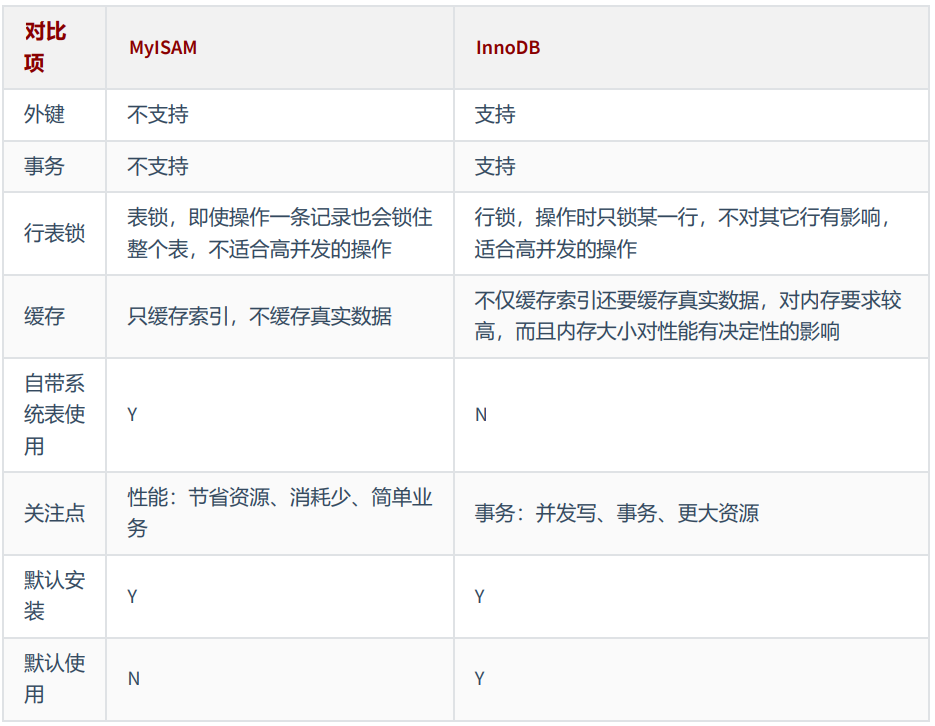 对比
项
MyISAM
InnoDB
外键
不支持
支持
事务
不支持
支持
行表锁
表锁，即使操作一条记录也会锁住
整个表，不适合高并发的操作
行锁，操作时只锁某一行，不对其它行有影响，
适合高并发的操作
缓存
只缓存索引，不缓存真实数据
不仅缓存索引还要缓存真实数据，对内存要求较
高，而且内存大小对性能有决定性的影响
自带系
统表使
用
Y
N
关注点
性能：节省资源、消耗少、简单业
务
事务：并发写、事务、更大资源
默认安
装
Y
Y
默认使
用
N
Y